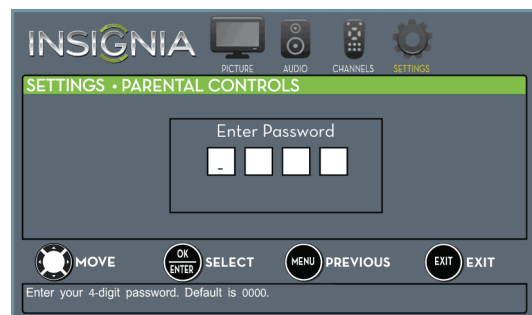 INSIGNIA
PICTURE AUDIO CHANNELS SETTINGS
SETTINGS • PARENTAL CONTROLS
Enter Password
_
MOVE OK ENTER SELECT MENU PREVIOUS EXIT EXIT
Enter your 4-digit password. Default is 0000.